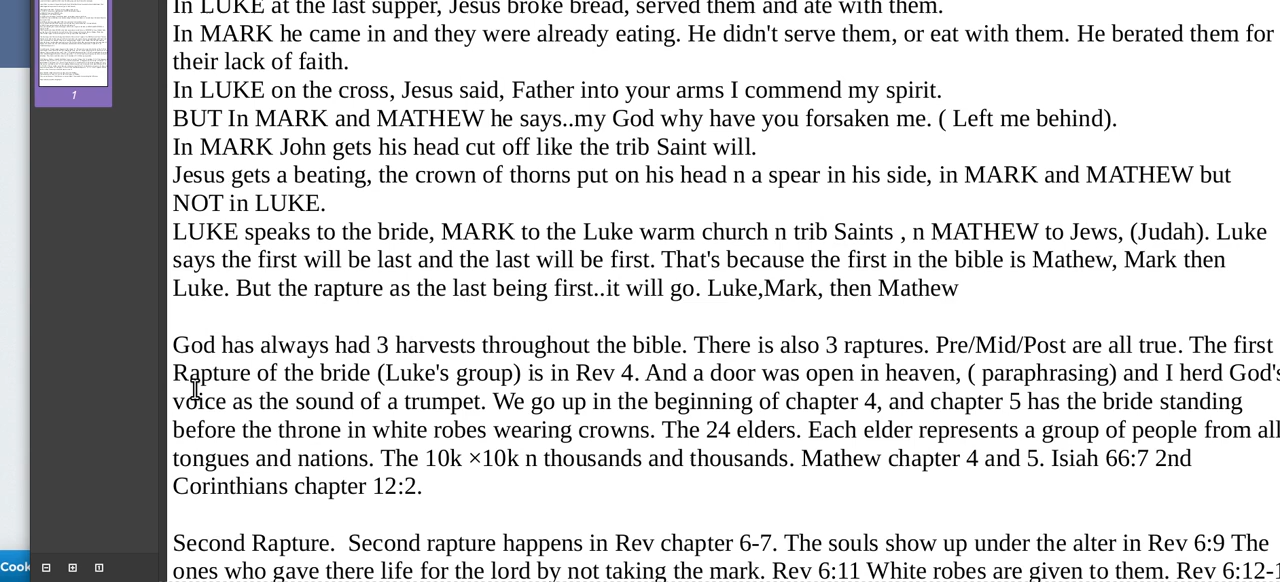 In LUKE at the last supper, Jesus broke bread, served them and ate with them.
In MARK he came in and they were already eating. He didn't serve them, or eat with them. He berated them for
their lack of faith.
In LUKE on the cross, Jesus said, Father into your arms I commend my spirit.
BUT In MARK and MATHEW he says..my God why have you forsaken me. ( Left me behind).
In MARK John gets his head cut off like the trib Saint will.
Jesus gets a beating, the crown of thorns put on his head n a spear in his side, in MARK and MATHEW but
NOT in LUKE.
LUKE speaks to the bride, MARK to the Luke warm church n trib Saints , n MATHEW to Jews, (Judah). Luke
says the first will be last and the last will be first. That's because the first in the bible is Mathew, Mark then
Luke. But the rapture as the last being first..it will go. Luke,Mark, then Mathew
God has always had 3 harvests throughout the bible. There is also 3 raptures. Pre/Mid/Post are all true. The first
Rapture of the bride (Luke's group) is in Rev 4. And a door was open in heaven, ( paraphrasing) and I herd God's
voice as the sound of a trumpet. We go up in the beginning of chapter 4, and chapter 5 has the bride standing
before the throne in white robes wearing crowns. The 24 elders. Each elder represents a group of people from all
tongues and nations. The 10k ×10k n thousands and thousands. Mathew chapter 4 and 5. Isiah 66:7 2nd
Corinthians chapter 12:2.
Second Rapture.  Second rapture happens in Rev chapter 6-7. The souls show up under the alter in Rev 6:9 The
ones who gave there life for the lord by not taking the mark. Rev 6:11 White robes are given to them. Rev 6:12-
1
Cook